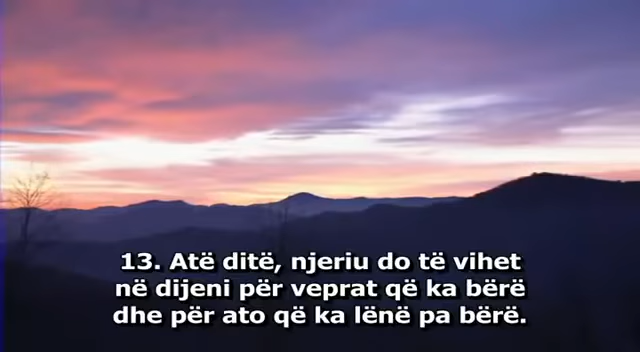 13. Atë ditë, njeriu do të vihet
në dijeni për veprat që ka bërë
dhe për ato që ka lënë pa bërë.